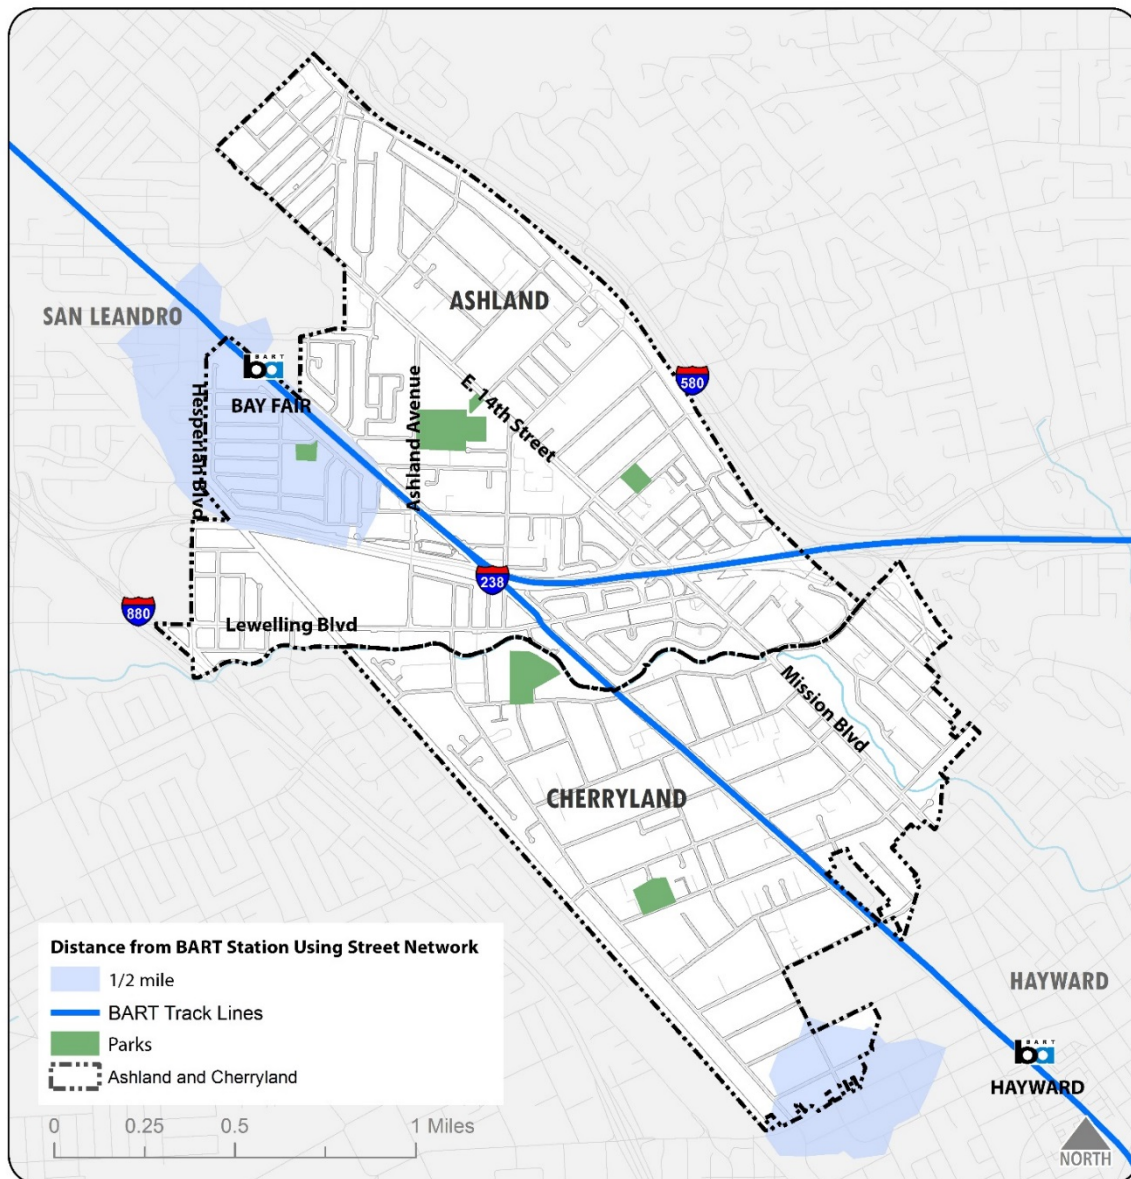 ASHLAND
SAN LEANDRO
BART
ba
BAY FAIR
580
Hesperian Blvd
Ashland Avenue
E. 14th Street
238
880
Lewelling Blvd
Mission Blvd
CHERRYLAND
Distance from BART Station Using Street Network
1/2 mile
BART Track Lines
Parks
Ashland and Cherryland
HAYWARD
BART
ba
HAYWARD
0 0.25 0.5 1 Miles
NORTH